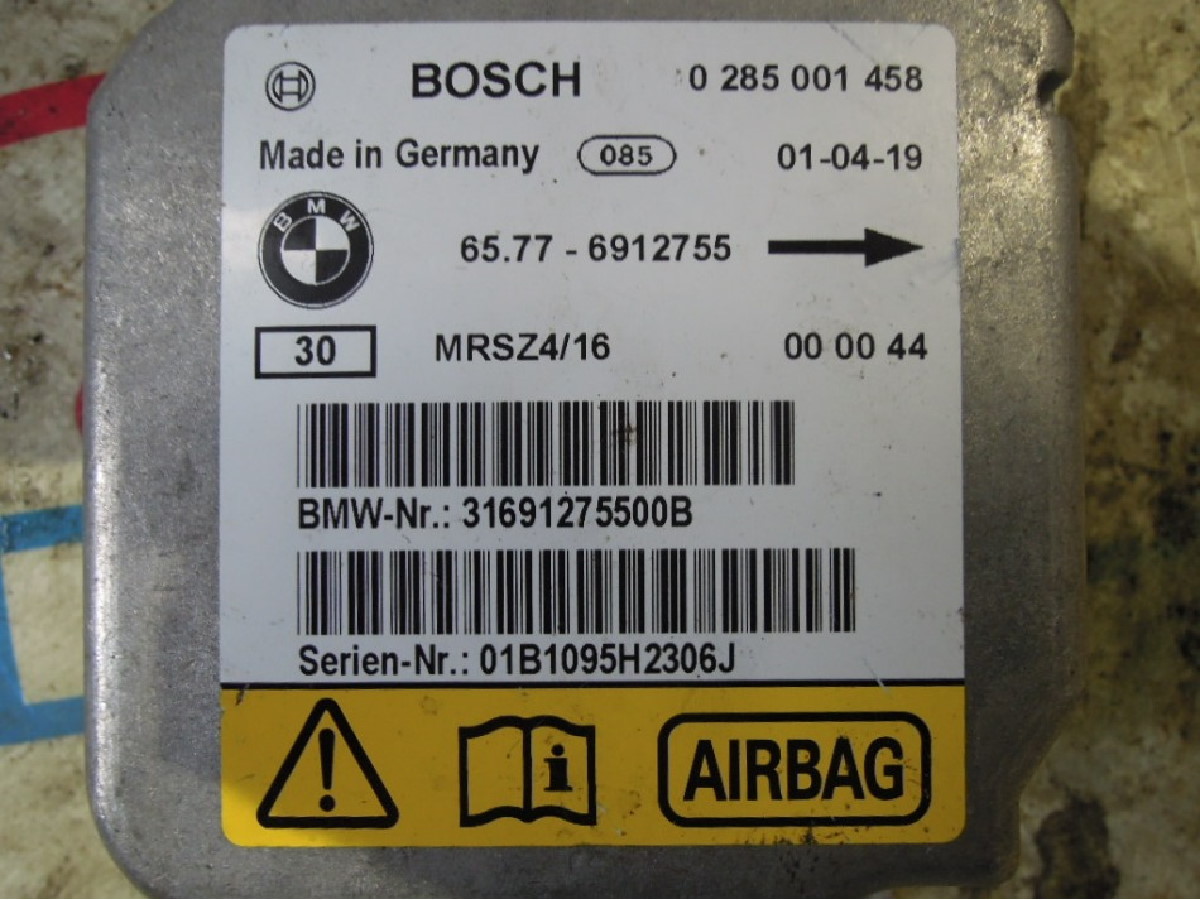 BOSCH 0 285 001 458
Made in Germany 085 01-04-19
BMW
65.77 - 6912755
30 MRSZ4/16 00 00 44
BMW-Nr.: 31691275500B
Serien-Nr.: 01B1095H2306J
! i AIRBAG